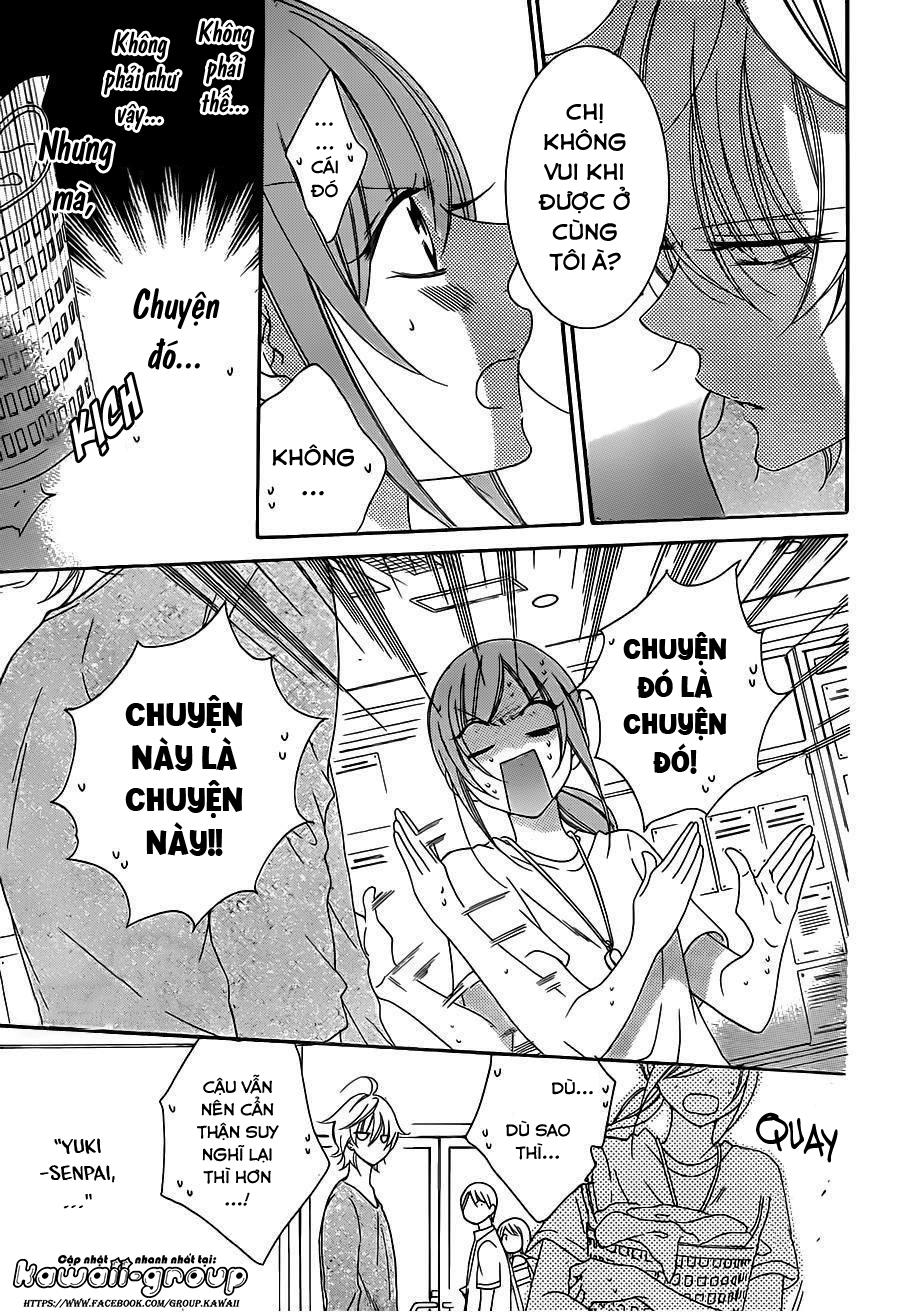 CHỊ
KHÔNG
VUI KHI
ĐƯỢC Ở
CÙNG
TÔI À?
...
...
CÁI
ĐÓ
KHÔNG
...
Không
phải
thế...
Không
phải như
vậy...
Nhưng
mà,
Chuyện
đó...
KỊCH
CHUYỆN
ĐÓ LÀ
CHUYỆN
ĐÓ!
CHUYỆN
NÀY LÀ
CHUYỆN
NÀY!!
QUAY
DÙ...
DÙ SAO
THÌ...
CẬU VẪN
NÊN CẨN
THẬN SUY
NGHĨ LẠI
THÌ HƠN
...!
"YUKI
-SENPAI,
..."
Cập nhật nhanh nhất tại:
Kawaii-group
HTTPS://WWW.FACEBOOK.COM/GROUP.KAWAII